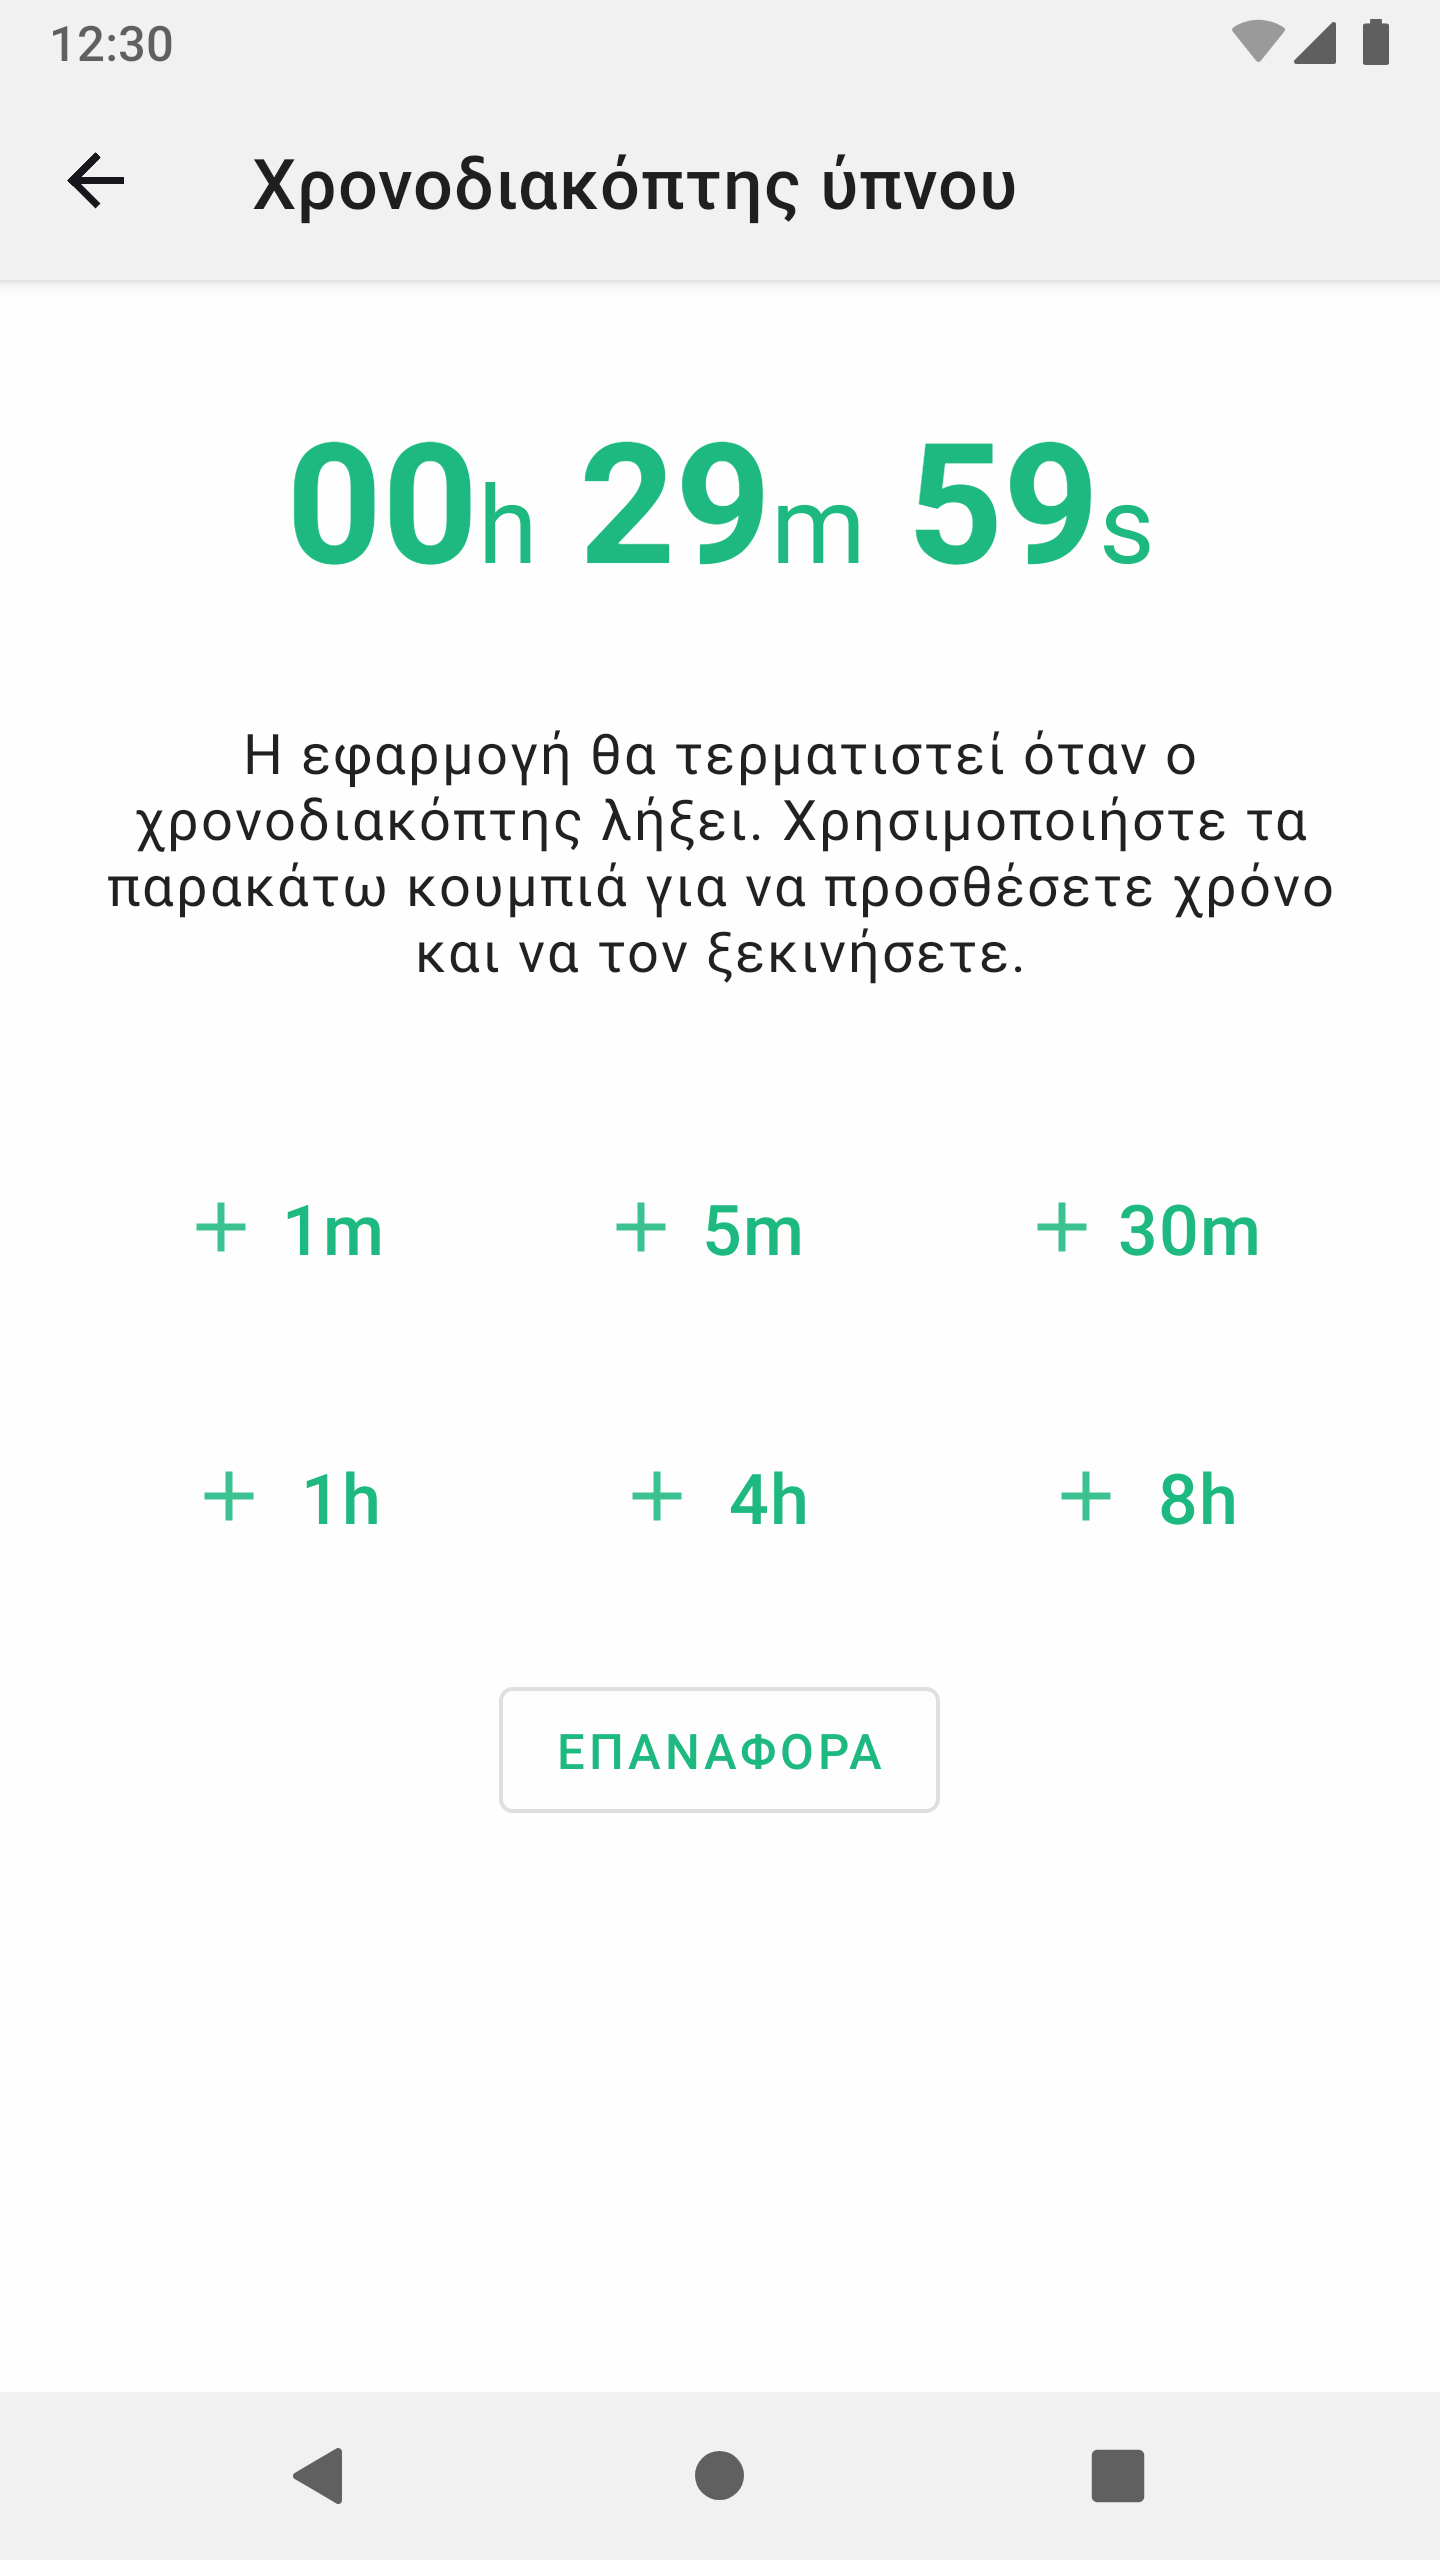 12:30
Χρονοδιακόπτης ύπνου
00h 29m 59s
Η εφαρμογή θα τερματιστεί όταν ο
χρονοδιακόπτης λήξει. Χρησιμοποιήστε τα
παρακάτω κουμπιά για να προσθέσετε χρόνο
και να τον ξεκινήσετε.
+ 1m + 5m + 30m
+ 1h + 4h + 8h
ΕΠΑΝΑΦΟΡΑ